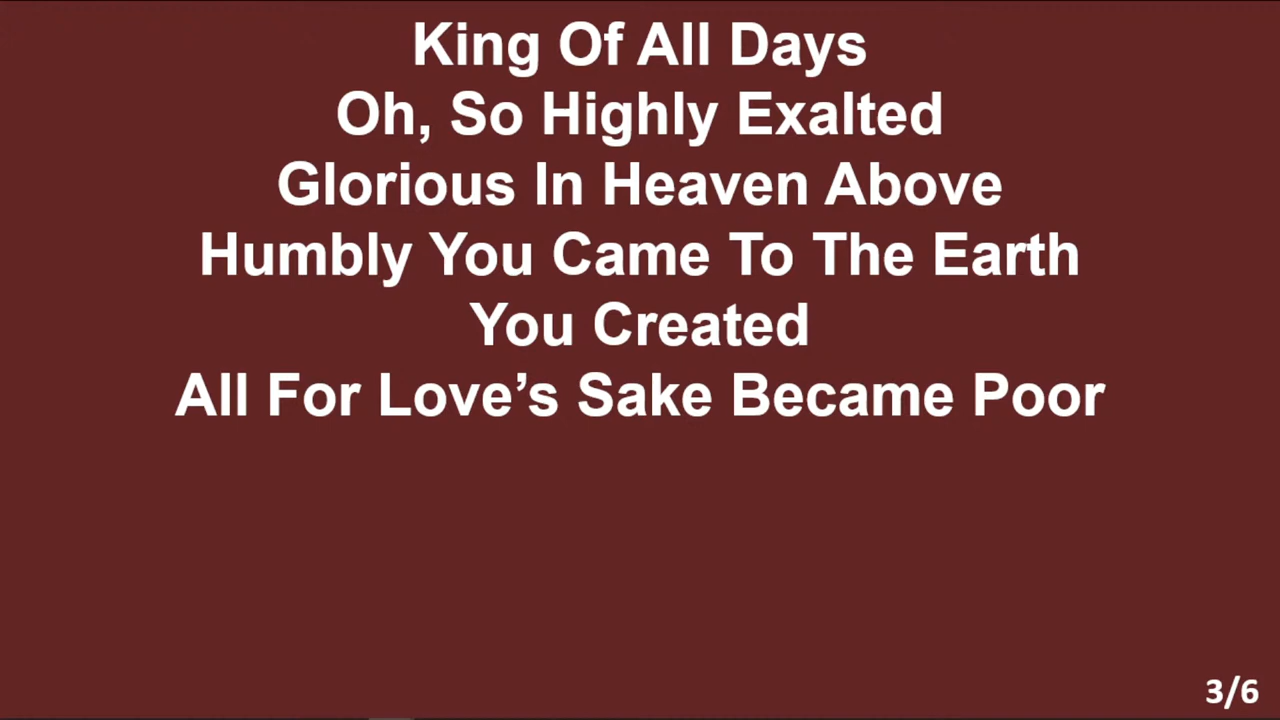 King Of All Days
Oh, So Highly Exalted
Glorious In Heaven Above
Humbly You Came To The Earth
You Created
All For Love’s Sake Became Poor
3/6